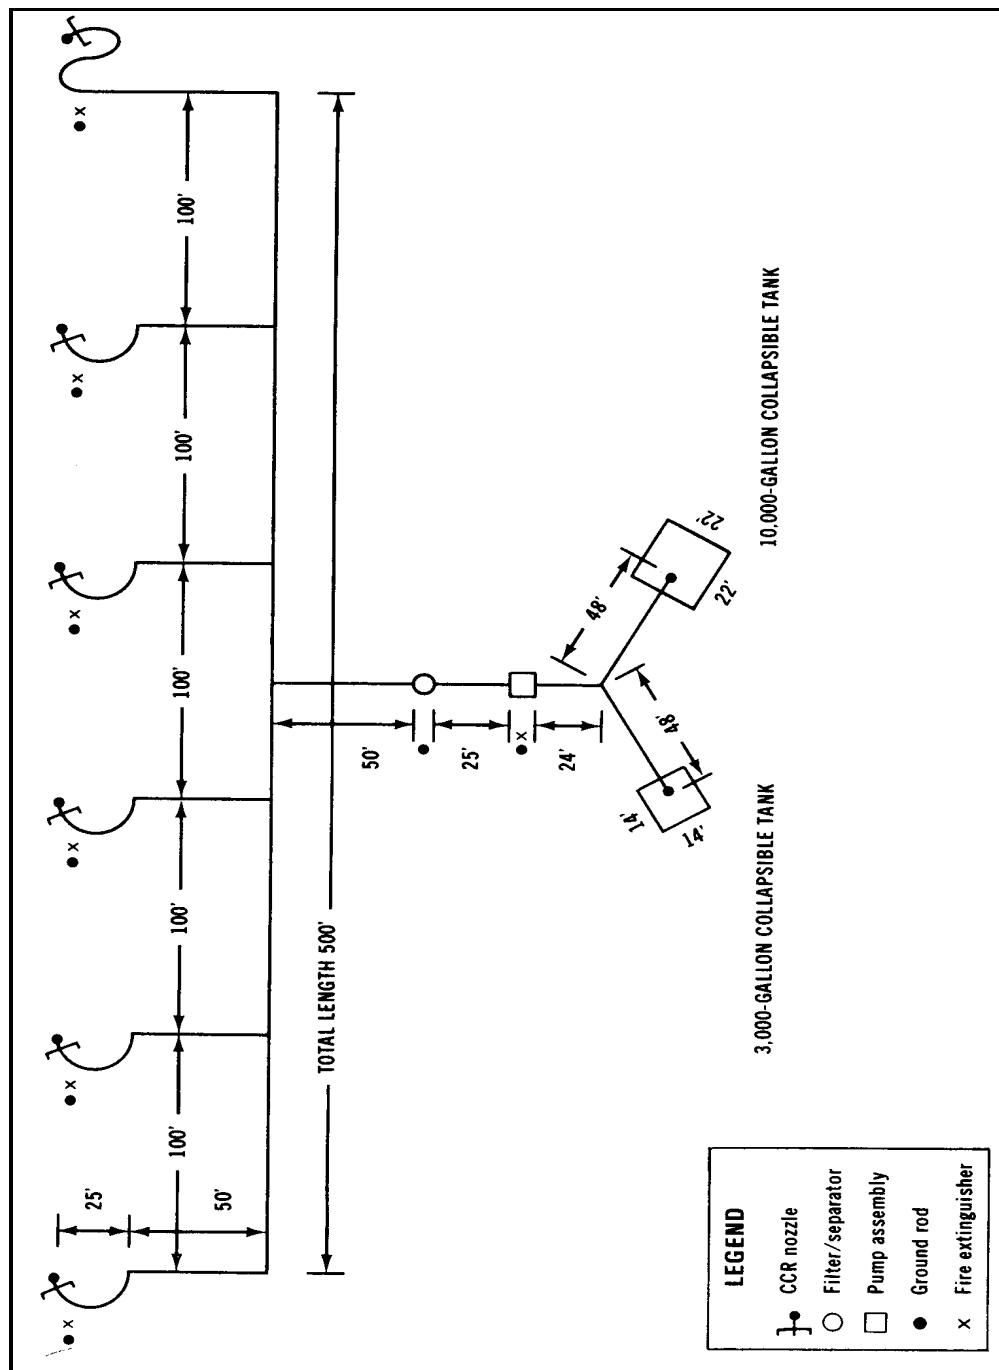 100'
100'
100'
100'
100'
25'
50'
TOTAL LENGTH 500'
50'
25'
24'
48'
48'
14'
14'
22'
22'
3,000-GALLON COLLAPSIBLE TANK
10,000-GALLON COLLAPSIBLE TANK
LEGEND
CCR nozzle
Filter/separator
Pump assembly
Ground rod
x Fire extinguisher